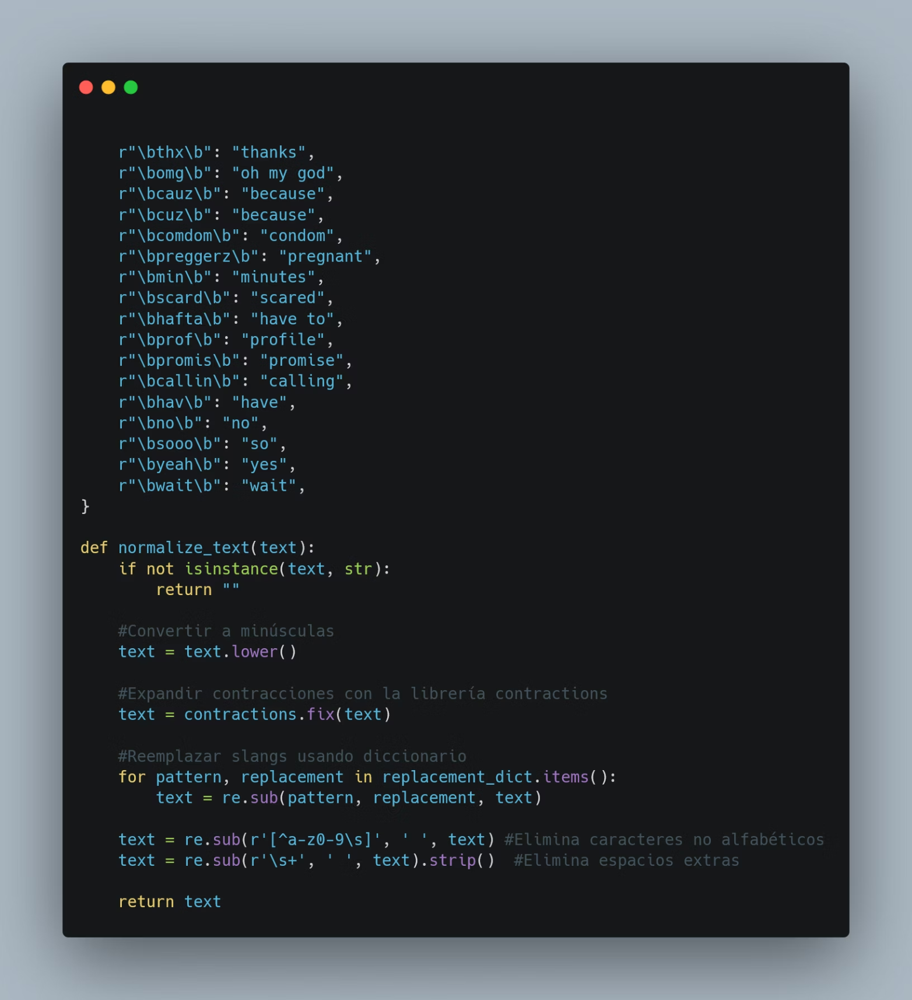 r"\bthx\b": "thanks",
    r"\bomg\b": "oh my god",
    r"\bcauz\b": "because",
    r"\bcuz\b": "because",
    r"\bcomdom\b": "condom",
    r"\bpreggerz\b": "pregnant",
    r"\bmin\b": "minutes",
    r"\bscard\b": "scared",
    r"\bhafta\b": "have to",
    r"\bprof\b": "profile",
    r"\bpromis\b": "promise",
    r"\bcallin\b": "calling",
    r"\bhav\b": "have",
    r"\bno\b": "no",
    r"\bsooo\b": "so",
    r"\byeah\b": "yes",
    r"\bwait\b": "wait",
}

def normalize_text(text):
    if not isinstance(text, str):
        return ""

    #Convertir a minúsculas
    text = text.lower()

    #Expandir contracciones con la librería contractions
    text = contractions.fix(text)

    #Reemplazar slangs usando diccionario
    for pattern, replacement in replacement_dict.items():
        text = re.sub(pattern, replacement, text)

    text = re.sub(r'[^a-z0-9\s]', ' ', text) #Elimina caracteres no alfabéticos
    text = re.sub(r'\s+', ' ', text).strip()  #Elimina espacios extras

    return text